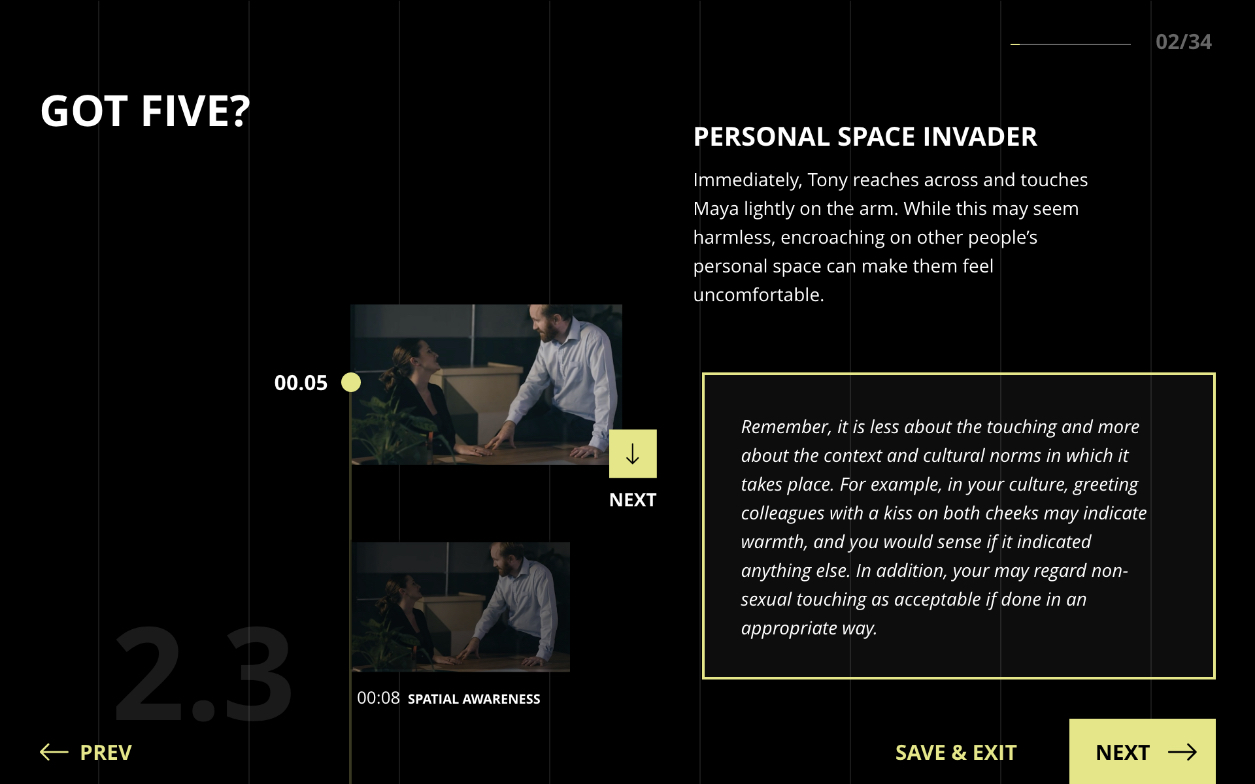 02/34
GOT FIVE?
PERSONAL SPACE INVADER
Immediately, Tony reaches across and touches
Maya lightly on the arm. While this may seem
harmless, encroaching on other people’s
personal space can make them feel
uncomfortable.
00.05
NEXT
Remember, it is less about the touching and more
about the context and cultural norms in which it
takes place. For example, in your culture, greeting
colleagues with a kiss on both cheeks may indicate
warmth, and you would sense if it indicated
anything else. In addition, your may regard non-
sexual touching as acceptable if done in an
appropriate way.
2.3
00:08 SPATIAL AWARENESS
PREV
SAVE & EXIT
NEXT